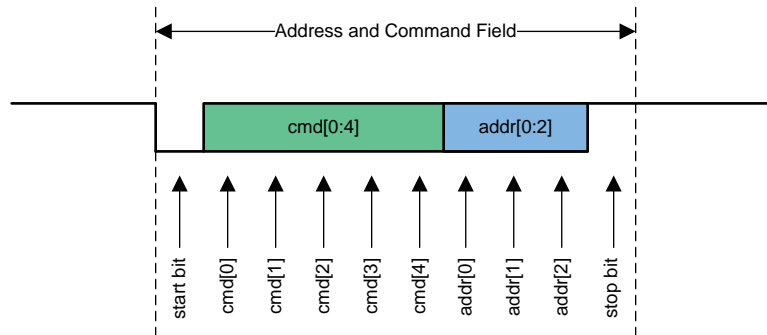 Address and Command Field
cmd[0:4]
addr[0:2]
start bit
cmd[0]
cmd[1]
cmd[2]
cmd[3]
cmd[4]
addr[0]
addr[1]
addr[2]
stop bit